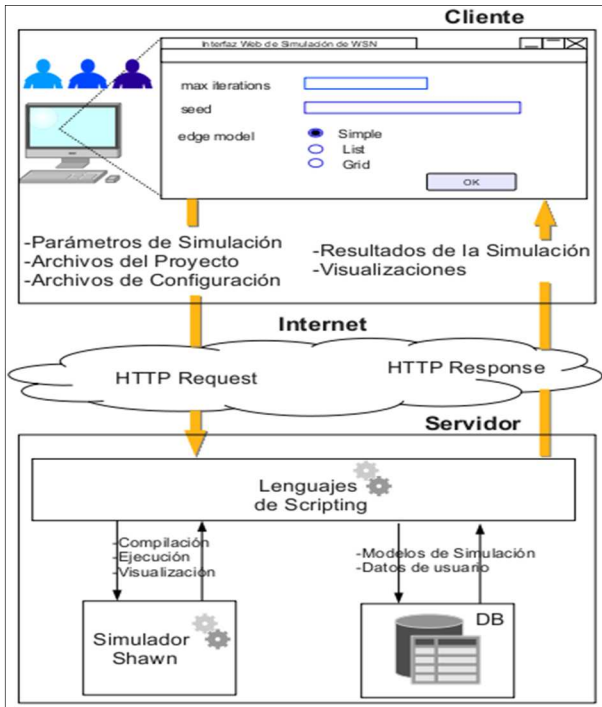 Cliente
Interfaz Web de Simulación de WSN
max iterations
seed
edge model
Simple
List
Grid
OK
-Parámetros de Simulación
-Archivos del Proyecto
-Archivos de Configuración
-Resultados de la Simulación
-Visualizaciones
Internet
HTTP Request
HTTP Response
Servidor
Lenguajes
de Scripting
-Compilación
-Ejecución
-Visualización
-Modelos de Simulación
-Datos de usuario
Simulador
Shawn
DB